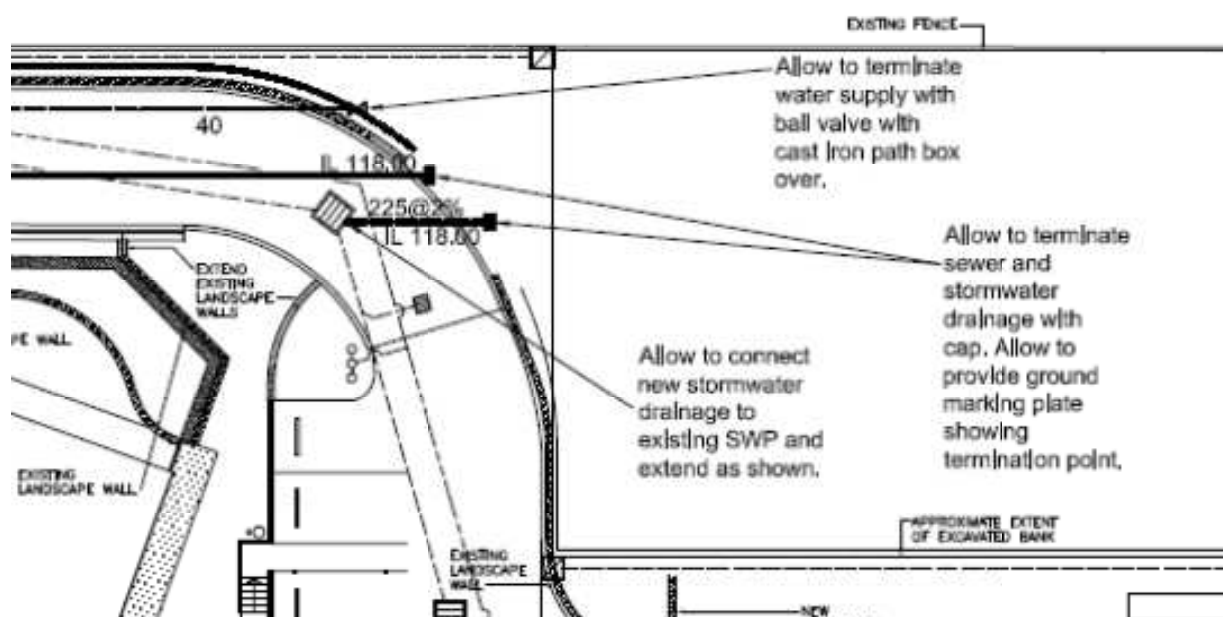 EXISTING FENCE
Allow to terminate
water supply with
ball valve with
cast iron path box
over.
40
IL 118.00
225@2%
IL 118.00
Allow to terminate
sewer and
stormwater
drainage with
cap. Allow to
provide ground
marking plate
showing
termination point.
EXTEND
EXISTING
LANDSCAPE
WALLS
PE WALL
Allow to connect
new stormwater
drainage to
existing SWP and
extend as shown.
EXISTING
LANDSCAPE WALL
APPROXIMATE EXTENT
OF EXCAVATED BANK
EXISTING
LANDSCAPE
WALL
NEW